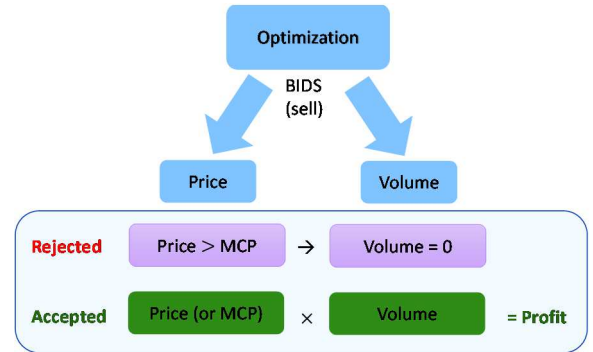 Optimization
BIDS
(sell)
Price Volume
Rejected Price > MCP → Volume = 0
Accepted Price (or MCP) × Volume = Profit